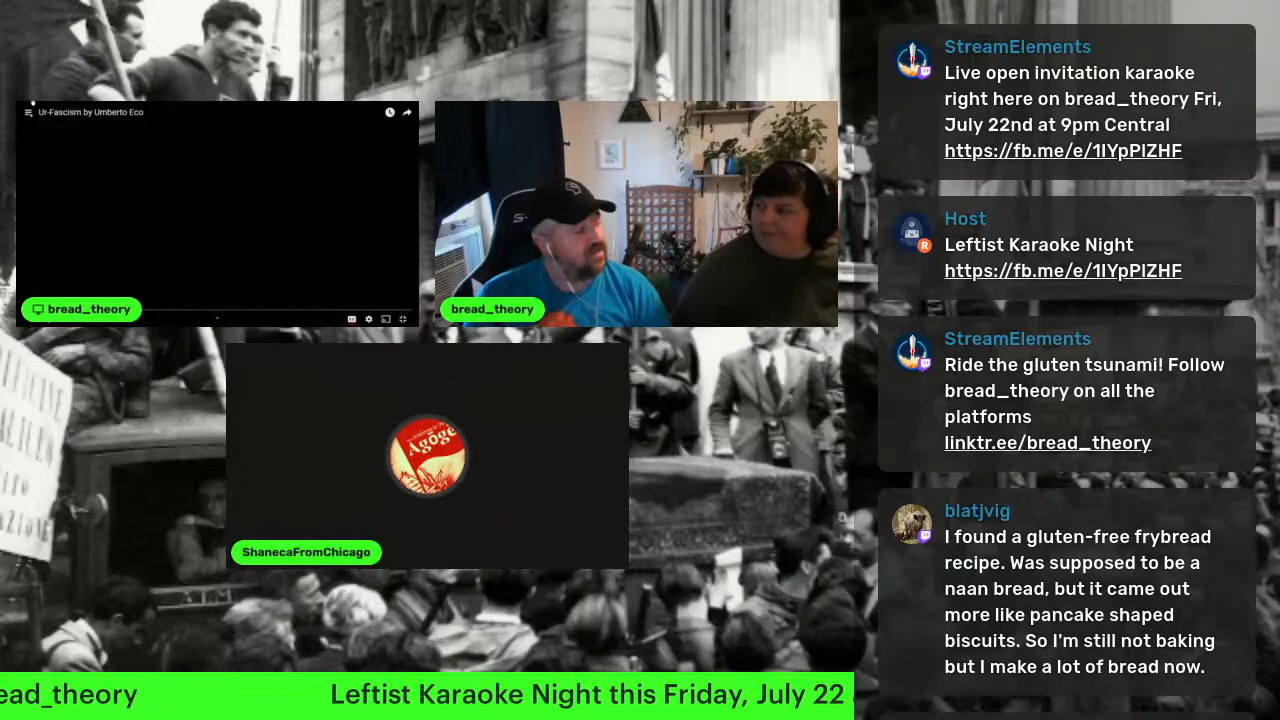 Ur-Fascism by Umberto Eco
bread_theory
bread_theory
Agōge
ShanecaFromChicago
ead_theory
Leftist Karaoke Night this Friday, July 22
StreamElements
Live open invitation karaoke
right here on bread_theory Fri,
July 22nd at 9pm Central
https://fb.me/e/1IYpPlZHF
Host
Leftist Karaoke Night
https://fb.me/e/1IYpPlZHF
StreamElements
Ride the gluten tsunami! Follow
bread_theory on all the
platforms
linktr.ee/bread_theory
blatjvig
I found a gluten-free frybread
recipe. Was supposed to be a
naan bread, but it came out
more like pancake shaped
biscuits. So I'm still not baking
but I make a lot of bread now.